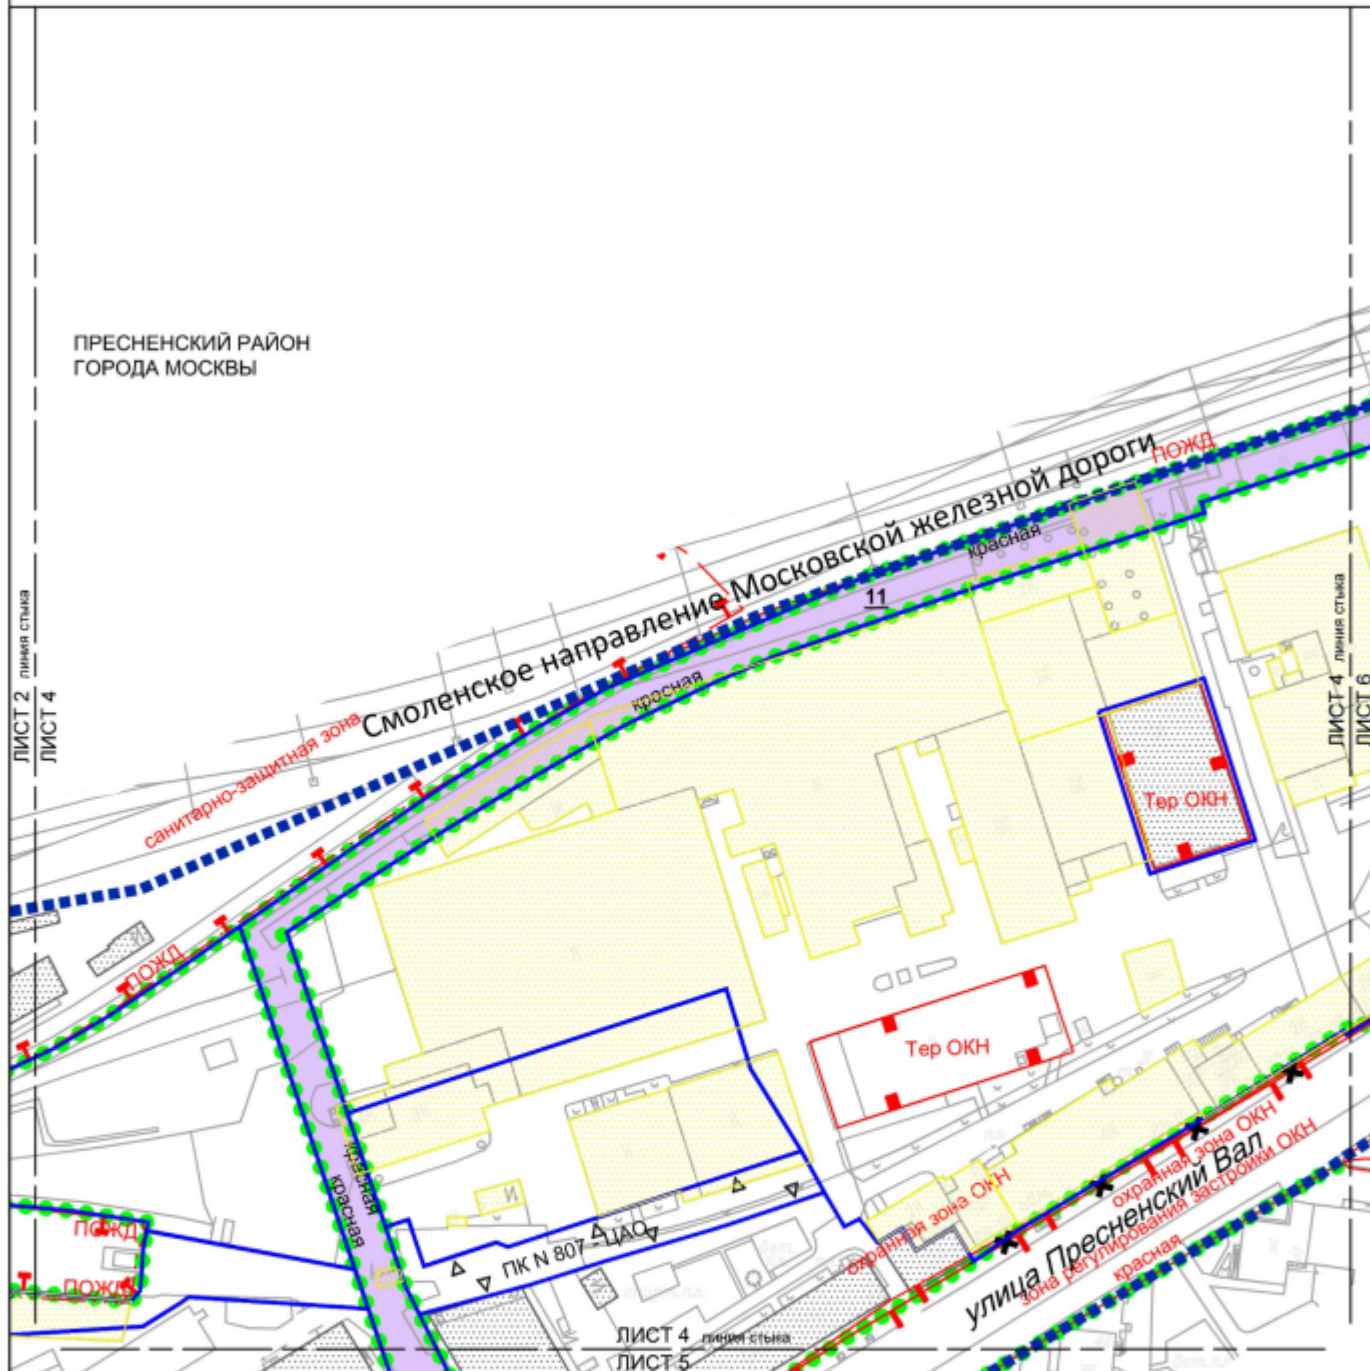 ПРЕСНЕНСКИЙ РАЙОН
ГОРОДА МОСКВЫ
Смоленское направление Московской железной дороги
ПОЖД
красная
11
красная
санитарно-защитная зона
ЛИСТ 2 линия стыка
ЛИСТ 4
ЛИСТ 4 линия стыка
ЛИСТ 6
Тер ОКН
ПОЖД
Тер ОКН
красная
красная
ПОЖД
ПОЖД
ПК N 807 - ЦАО
охранная зона ОКН
охранная зона ОКН
улица Пресненский Вал
зона регулирования застройки ОКН
красная
ЛИСТ 4 линия стыка
ЛИСТ 5